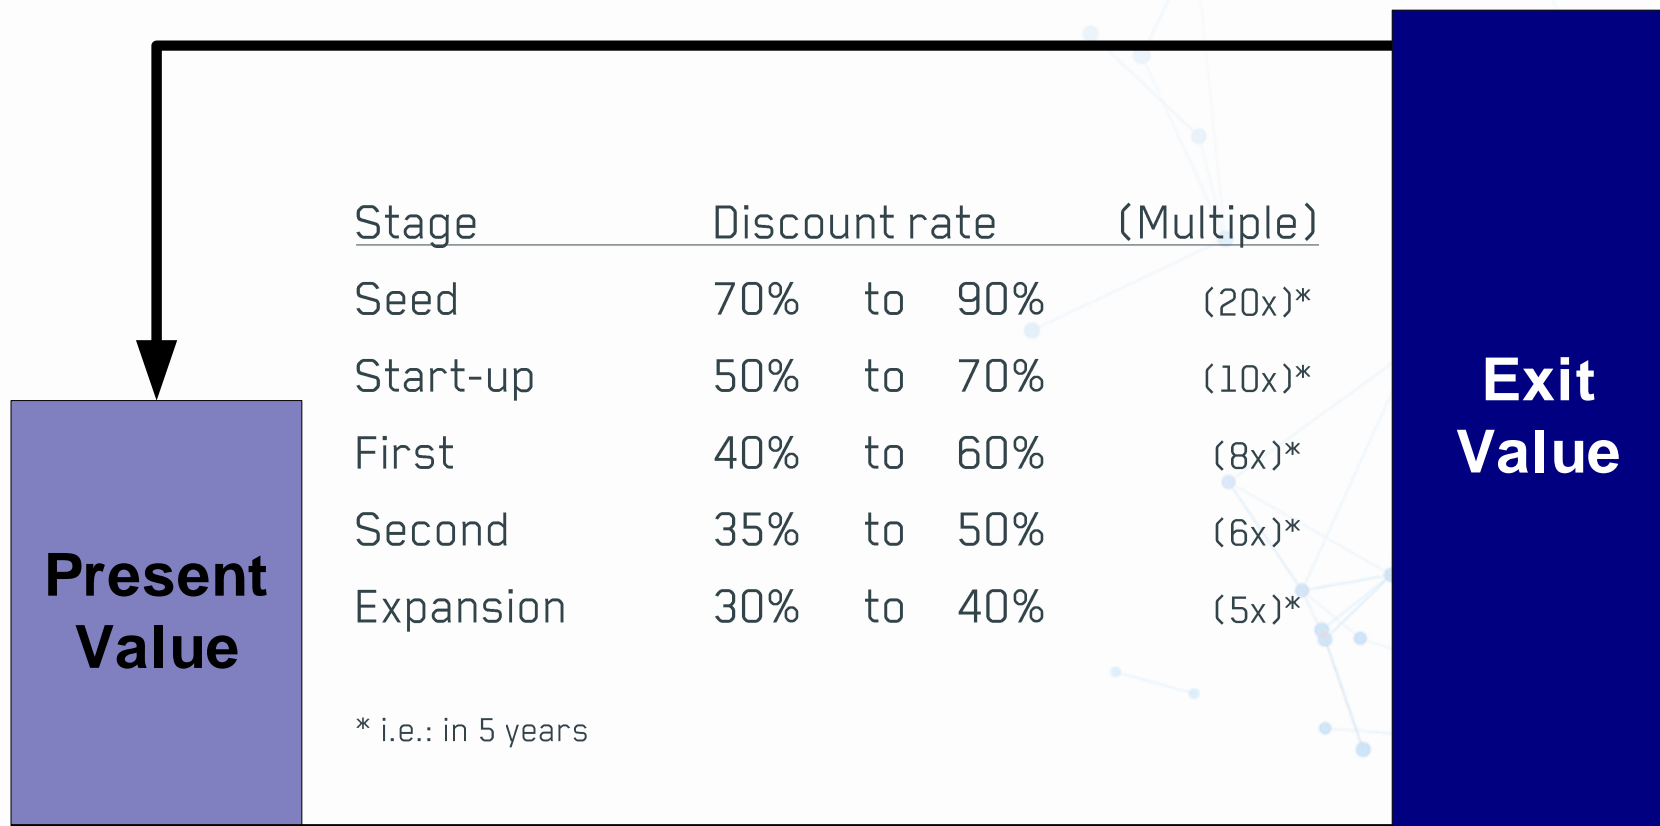 Stage Discount rate (Multiple)
Seed 70% to 90% (20x)*
Start-up 50% to 70% (10x)*
First 40% to 60% (8x)*
Second 35% to 50% (6x)*
Expansion 30% to 40% (5x)*
* i.e.: in 5 years
Present
Value
Exit
Value